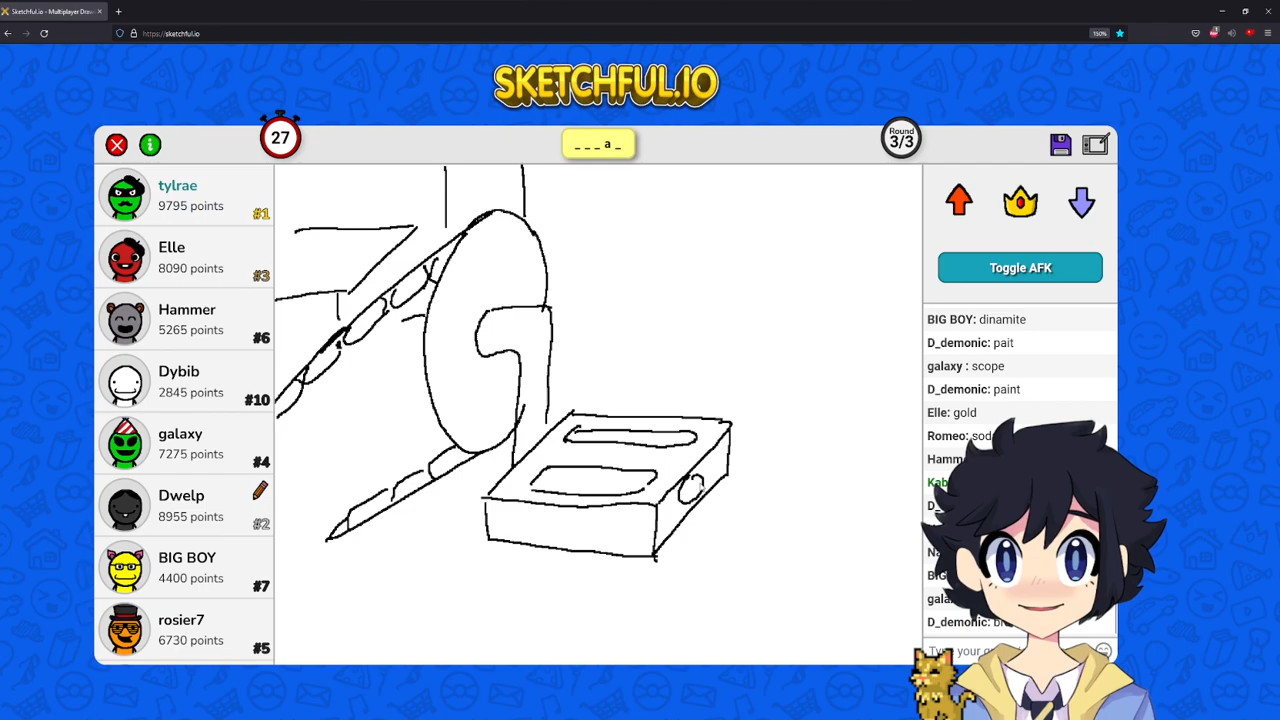 Sketchful.io - Multiplayer Draw
https://sketchful.io
150%
SKETCHFUL.IO
27
_ _ _ a _
Round
3/3
tylrae
9795 points
#1
Elle
8090 points
#3
Hammer
5265 points
#6
Dybib
2845 points
#10
galaxy
7275 points
#4
Dwelp
8955 points
#2
BIG BOY
4400 points
#7
rosier7
6730 points
#5
Toggle AFK
BIG BOY: dinamite
D_demonic: pait
galaxy : scope
D_demonic: paint
Elle: gold
Romeo:
D_demonic: